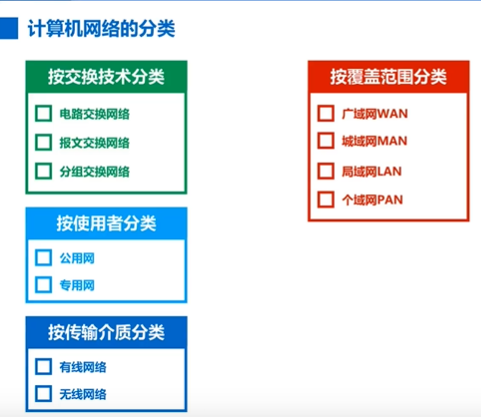 计算机网络的分类
按交换技术分类
电路交换网络
报文交换网络
分组交换网络
按使用者分类
公用网
专用网
按传输介质分类
有线网络
无线网络
按覆盖范围分类
广域网WAN
城域网MAN
局域网LAN
个域网PAN